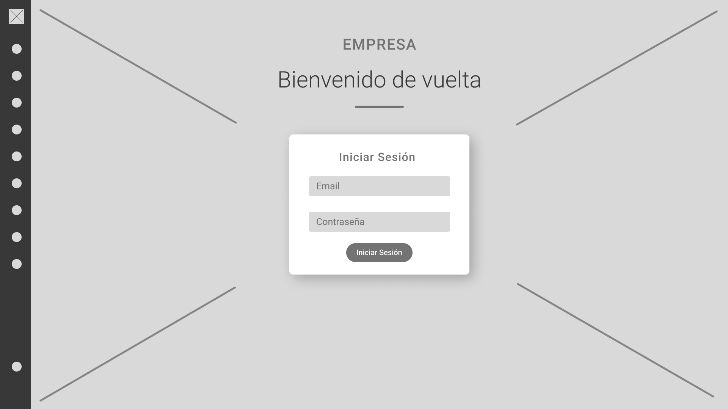 EMPRESA
Bienvenido de vuelta
Iniciar Sesión
Email
Contraseña
Iniciar Sesión